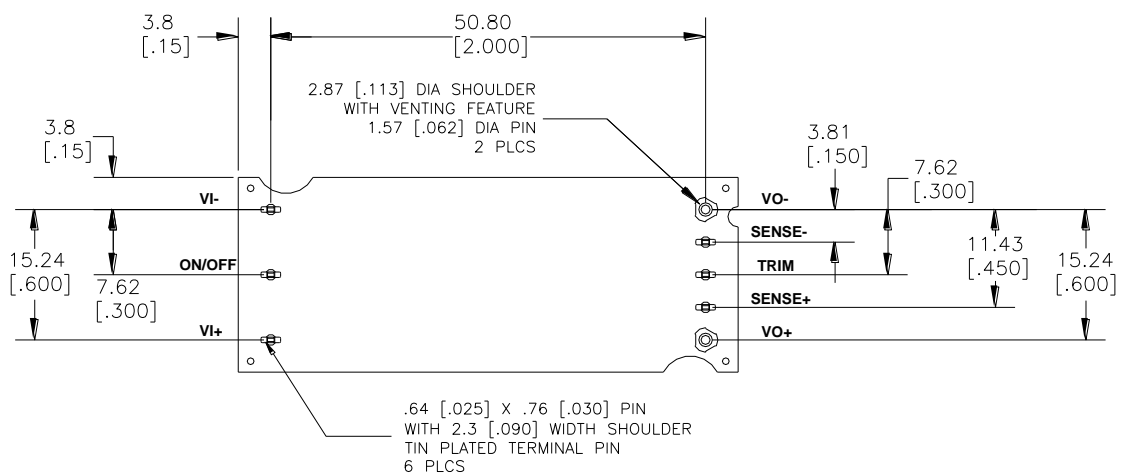 3.8
[.15]
50.80
[2.000]
2.87 [.113] DIA SHOULDER
WITH VENTING FEATURE
1.57 [.062] DIA PIN
2 PLCS
3.8
[.15]
3.81
[.150]
7.62
[.300]
VI-
VO-
SENSE-
ON/OFF
TRIM
SENSE+
VI+
VO+
15.24
[.600]
7.62
[.300]
11.43
[.450]
15.24
[.600]
.64 [.025] X .76 [.030] PIN
WITH 2.3 [.090] WIDTH SHOULDER
TIN PLATED TERMINAL PIN
6 PLCS